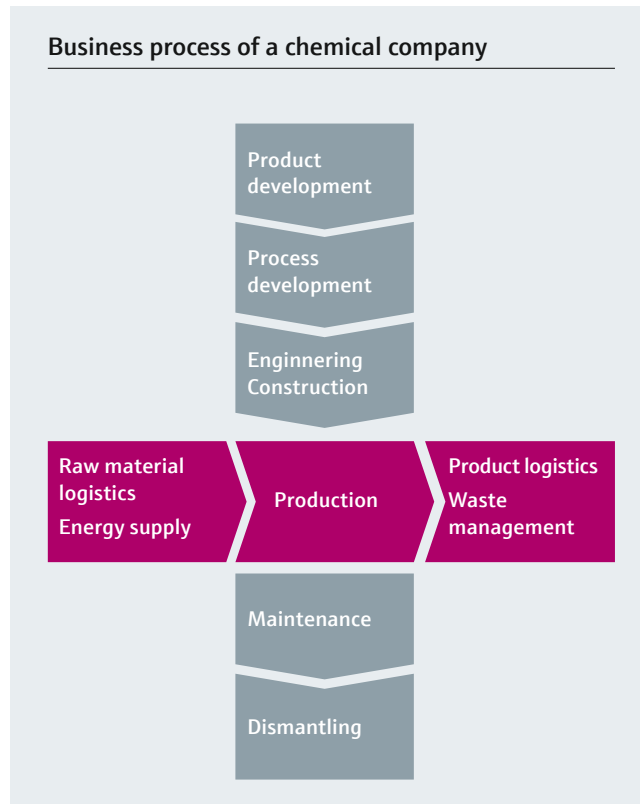 Business process of a chemical company
Product
development
Process
development
Enginnering
Construction
Raw material
logistics
Energy supply
Production
Product logistics
Waste
management
Maintenance
Dismantling